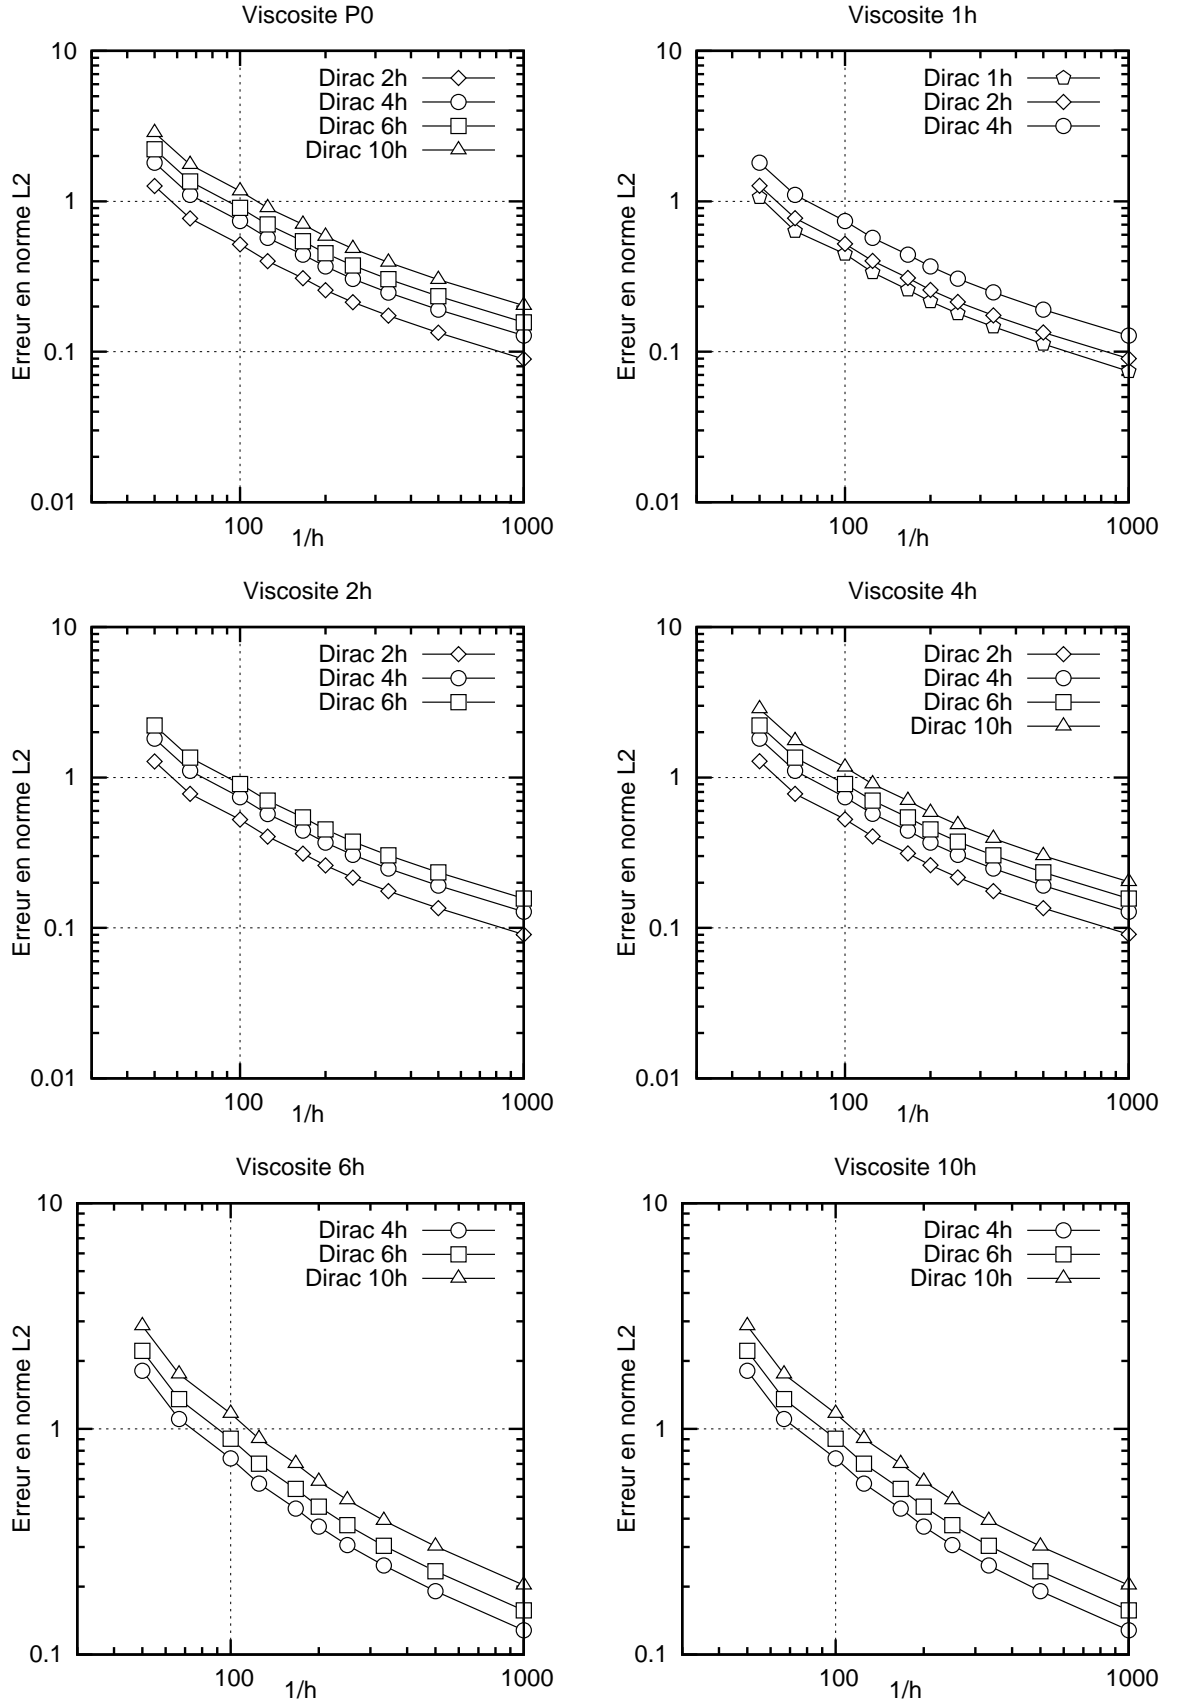 Viscosite P0
10
1
0.1
0.01
100
1000
1/h
Erreur en norme L2
Dirac 2h
Dirac 4h
Dirac 6h
Dirac 10h
Viscosite 1h
10
1
0.1
0.01
100
1000
1/h
Erreur en norme L2
Dirac 1h
Dirac 2h
Dirac 4h
Viscosite 2h
10
1
0.1
0.01
100
1000
1/h
Erreur en norme L2
Dirac 2h
Dirac 4h
Dirac 6h
Viscosite 4h
10
1
0.1
0.01
100
1000
1/h
Erreur en norme L2
Dirac 2h
Dirac 4h
Dirac 6h
Dirac 10h
Viscosite 6h
10
1
0.1
100
1000
1/h
Erreur en norme L2
Dirac 4h
Dirac 6h
Dirac 10h
Viscosite 10h
10
1
0.1
100
1000
1/h
Erreur en norme L2
Dirac 4h
Dirac 6h
Dirac 10h